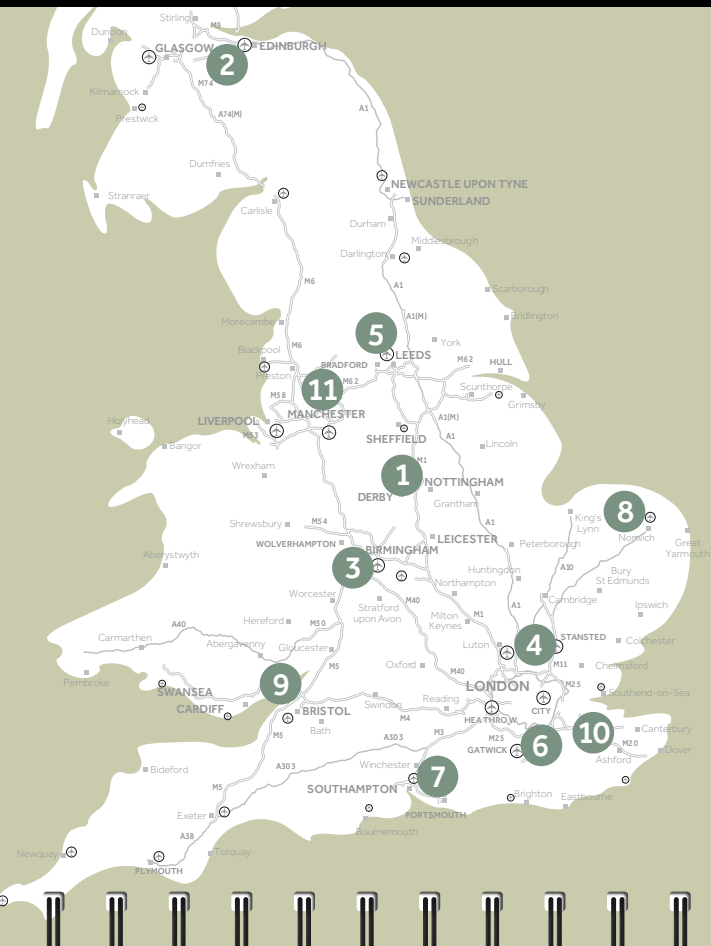 Stirling
M9
Dunoon
GLASGOW
EDINBURGH
2
M74
Kilmarnock
A74(M)
Prestwick
A1
Dumfries
Stranraer
NEWCASTLE UPON TYNE
SUNDERLAND
Carlisle
Durham
Middlesbrough
Darlington
M6
A1
Scarborough
A1(M)
Bridlington
Morecambe
5
York
M6
Blackpool
LEEDS
M62
HULL
BRADFORD
Preston
M62
11
Scunthorpe
M58
Grimsby
MANCHESTER
A1(M)
LIVERPOOL
Holyhead
M53
SHEFFIELD
A1
Bangor
Lincoln
M1
Wrexham
1
NOTTINGHAM
DERBY
Grantham
8
Shrewsbury
M54
A1
King's
Lynn
Norwich
LEICESTER
WOLVERHAMPTON
BIRMINGHAM
Peterborough
Great
Yarmouth
Aberystwyth
3
Huntingdon
A10
Bury
St Edmunds
Northampton
Worcester
M40
Cambridge
Stratford
upon Avon
A1
Ipswich
Milton
Keynes
M1
Hereford
M50
A40
Carmarthen
4
STANSTED
Abergavenny
Gloucester
Luton
Colchester
M5
Oxford
M40
M11
Chelmsford
Pembroke
9
LONDON
M25
SWANSEA
Southend-on-Sea
CARDIFF
BRISTOL
Swindon
Reading
CITY
M4
HEATHROW
Bath
M5
A303
M3
M25
10
Canterbury
6
M20
GATWICK
Dover
Ashford
A303
Winchester
Bideford
7
M5
SOUTHAMPTON
Brighton
Eastbourne
Exeter
PORTSMOUTH
Bournemouth
A38
Newquay
Torquay
PLYMOUTH